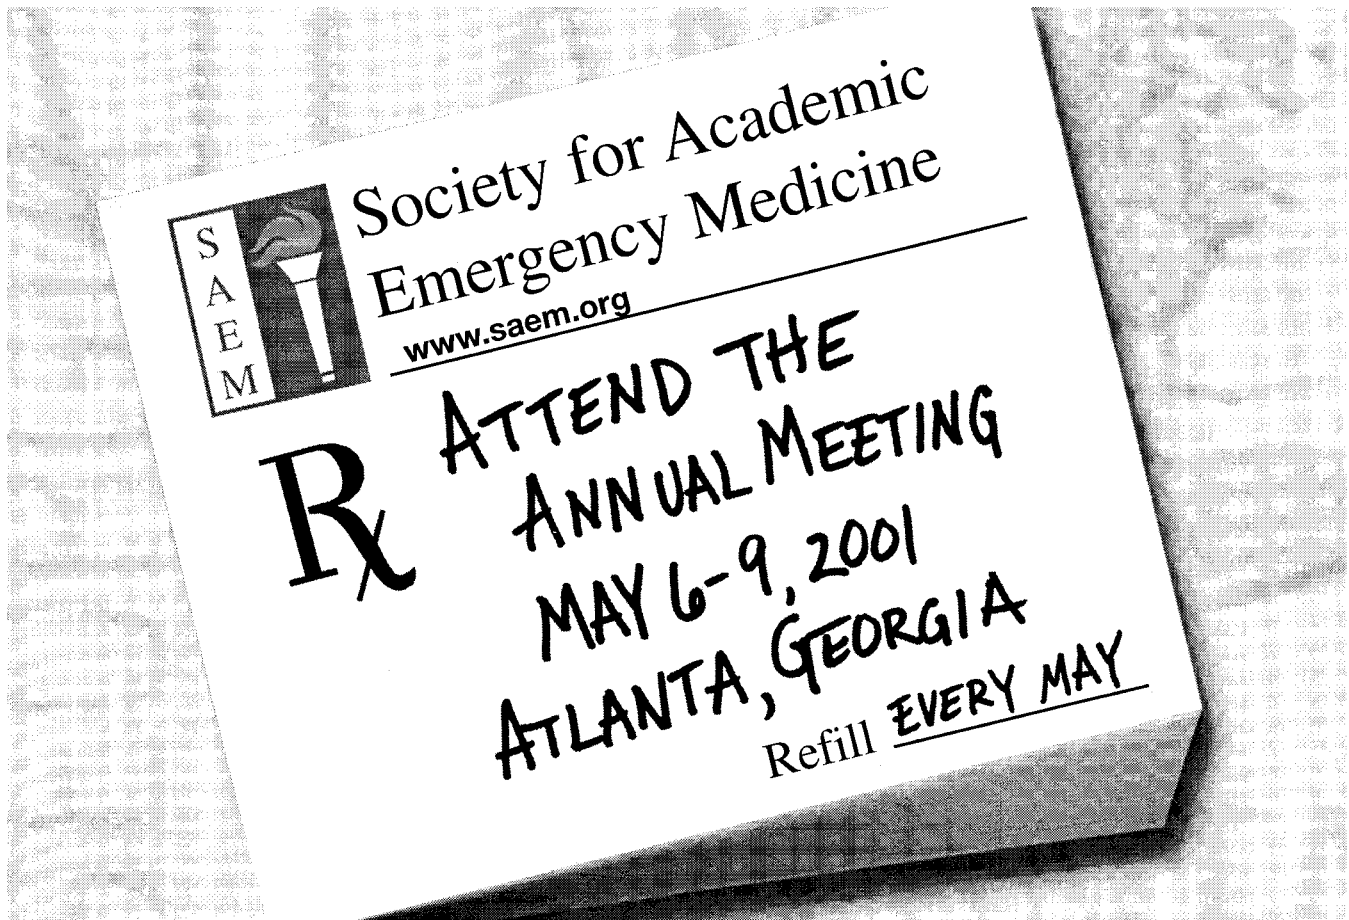 Society for Academic
Emergency Medicine
www.saem.org
S
A
E
M
Rx
ATTEND THE
ANNUAL MEETING
MAY 6-9, 2001
ATLANTA, GEORGIA
Refill EVERY MAY